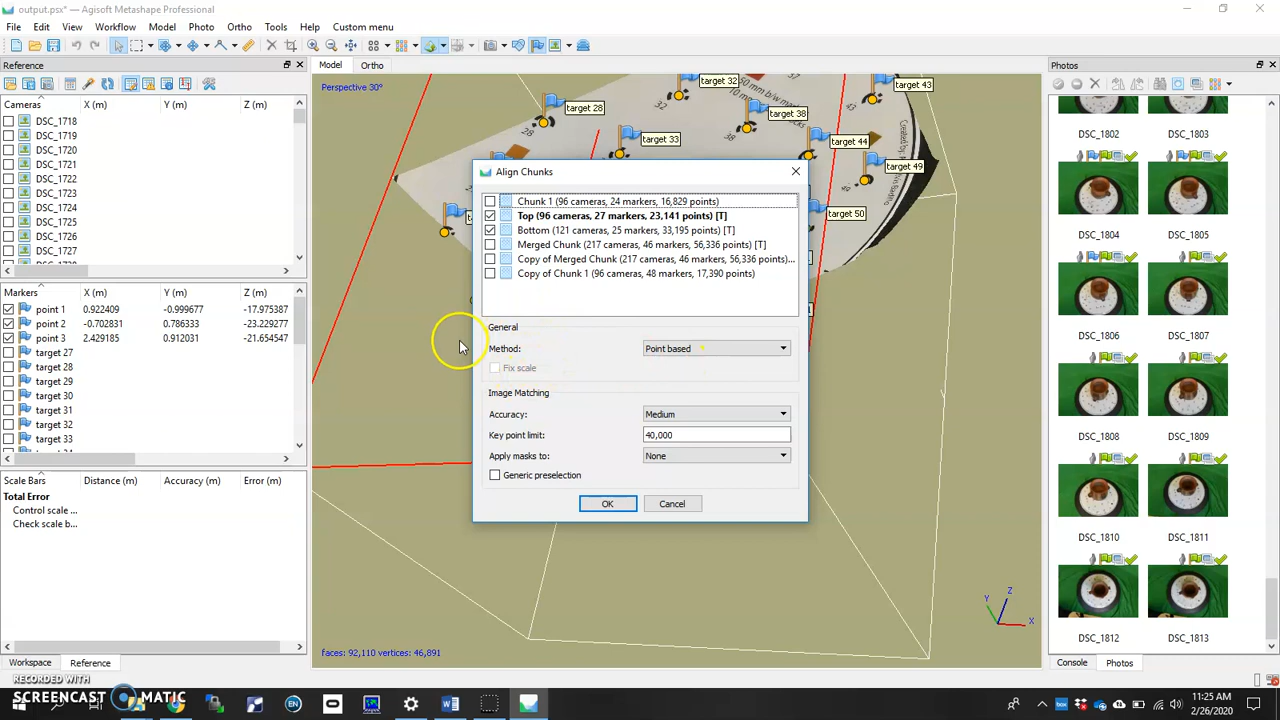 output.psx* — Agisoft Metashape Professional
File Edit View Workflow Model Photo Ortho Tools Help Custom menu
Reference
Cameras X (m) Y (m) Z (m)
DSC_1718
DSC_1719
DSC_1720
DSC_1721
DSC_1722
DSC_1723
DSC_1724
DSC_1725
DSC_1726
DSC_1727
Markers X (m) Y (m) Z (m)
point 1 0.922409 -0.999677 -17.975387
point 2 -0.702831 0.786333 -23.229277
point 3 2.429185 0.912031 -21.654547
target 27
target 28
target 29
target 30
target 31
target 32
target 33
Scale Bars Distance (m) Accuracy (m) Error (m)
Total Error
Control scale ...
Check scale b...
Workspace Reference
Model Ortho
Perspective 30°
target 32
target 43
target 28
target 38
target 33
target 44
target 49
target 50
32
43
28
38
44
49
50 mm b/w masks
Created by
Align Chunks
Chunk 1 (96 cameras, 24 markers, 16,829 points)
Top (96 cameras, 27 markers, 23,141 points) [T]
Bottom (121 cameras, 25 markers, 33,195 points) [T]
Merged Chunk (217 cameras, 46 markers, 56,336 points) [T]
Copy of Merged Chunk (217 cameras, 46 markers, 56,336 points)...
Copy of Chunk 1 (96 cameras, 48 markers, 17,390 points)
General
Method: Point based
Fix scale
Image Matching
Accuracy: Medium
Key point limit: 40,000
Apply masks to: None
Generic preselection
OK Cancel
faces: 92,110 vertices: 46,891
Z
Y
X
Photos
DSC_1802 DSC_1803
DSC_1804 DSC_1805
DSC_1806 DSC_1807
DSC_1808 DSC_1809
DSC_1810 DSC_1811
DSC_1812 DSC_1813
Console Photos
RECORDED WITH
SCREENCAST MATIC
11:25 AM
2/26/2020